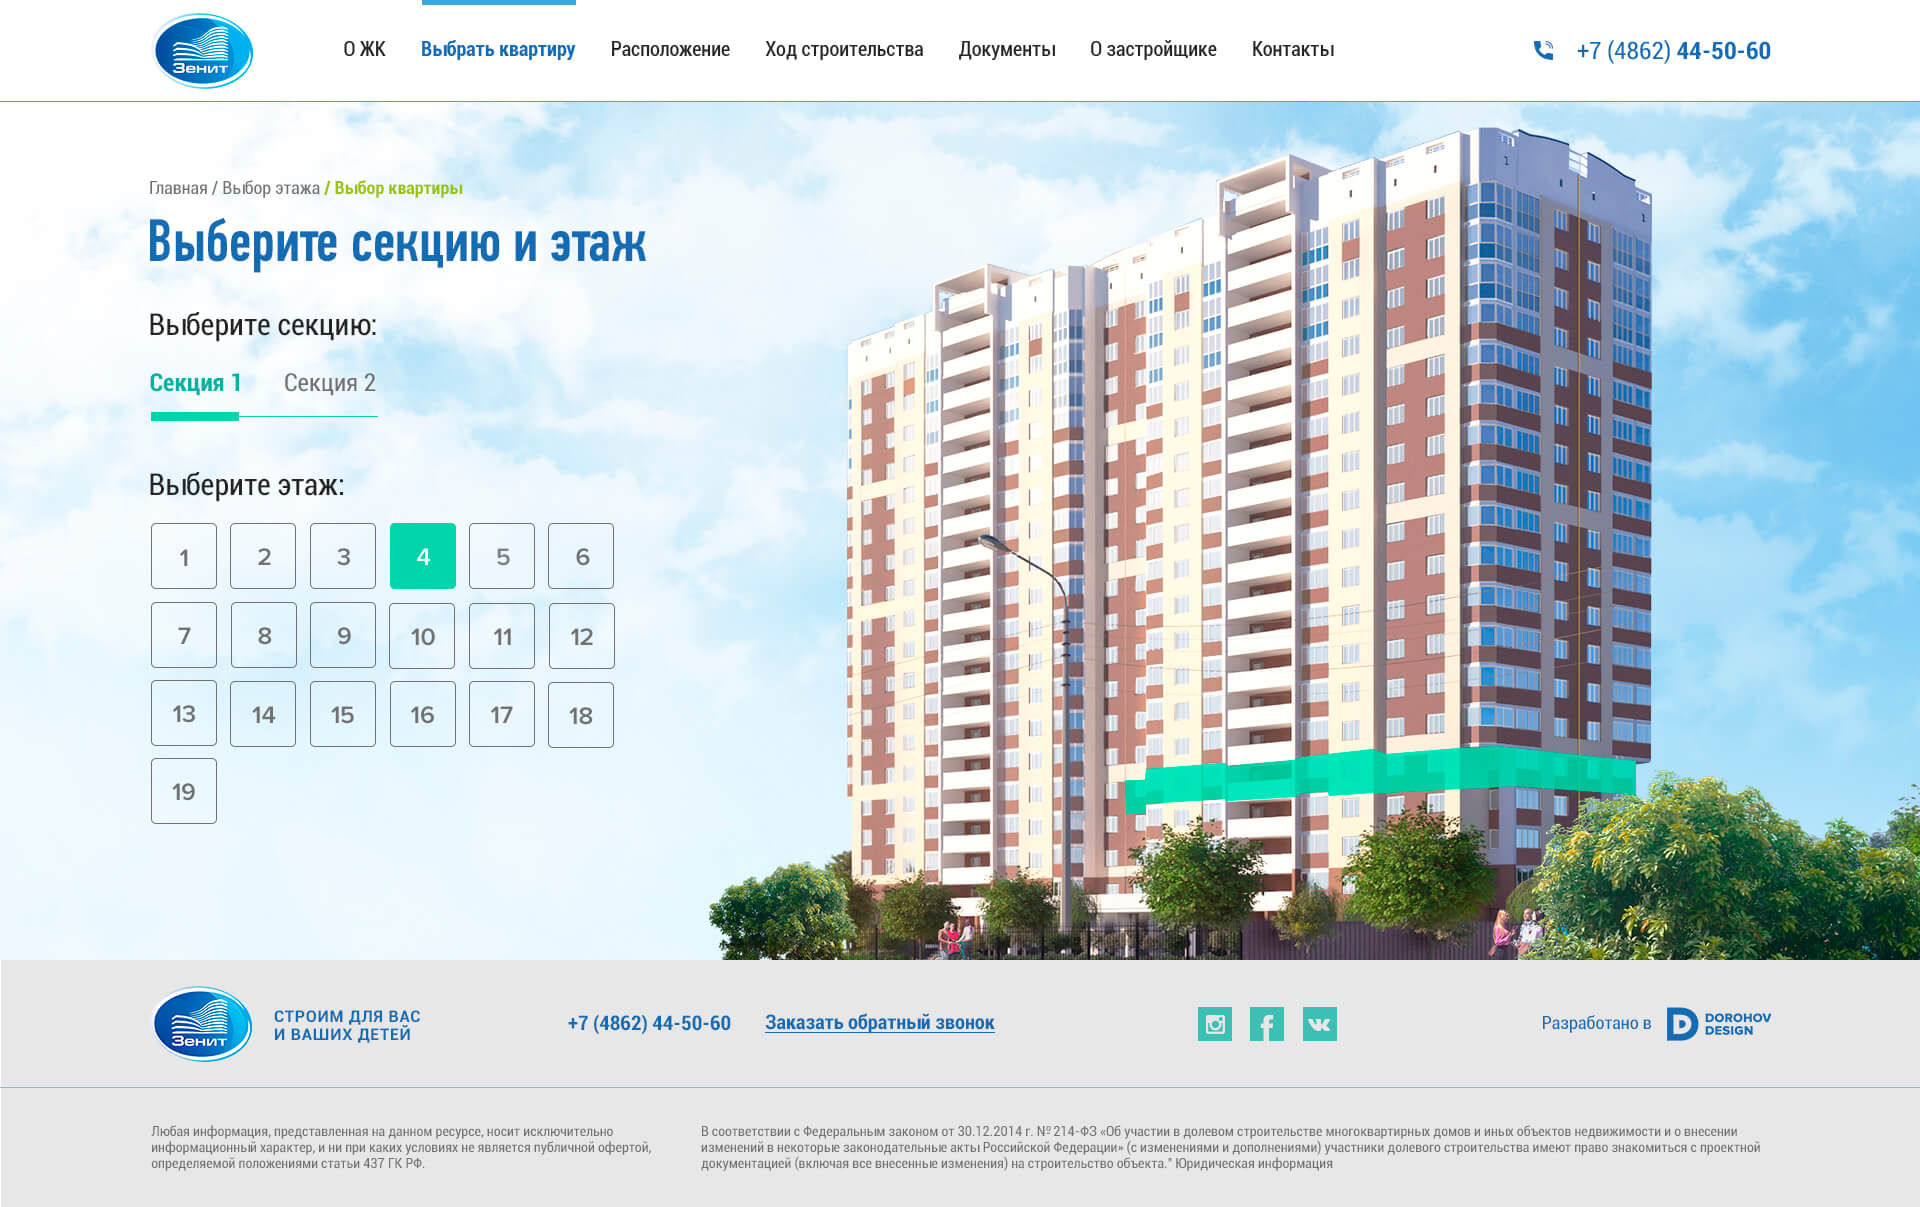 Зенит
О ЖК
Выбрать квартиру
Расположение
Ход строительства
Документы
О застройщике
Контакты
+7 (4862) 44-50-60
Главная / Выбор этажа / Выбор квартиры
Выберите секцию и этаж
Выберите секцию:
Секция 1
Секция 2
Выберите этаж:
1
2
3
4
5
6
7
8
9
10
11
12
13
14
15
16
17
18
19
Зенит
СТРОИМ ДЛЯ ВАС
И ВАШИХ ДЕТЕЙ
+7 (4862) 44-50-60
Заказать обратный звонок
Разработано в
DOROHOV
DESIGN
Любая информация, представленная на данном ресурсе, носит исключительно
информационный характер, и ни при каких условиях не является публичной офертой,
определяемой положениями статьи 437 ГК РФ.
В соответствии с Федеральным законом от 30.12.2014 г. № 214-ФЗ «Об участии в долевом строительстве многоквартирных домов и иных объектов недвижимости и о внесении
изменений в некоторые законодательные акты Российской Федерации» (с изменениями и дополнениями) участники долевого строительства имеют право знакомиться с проектной
документацией (включая все внесенные изменения) на строительство объекта." Юридическая информация